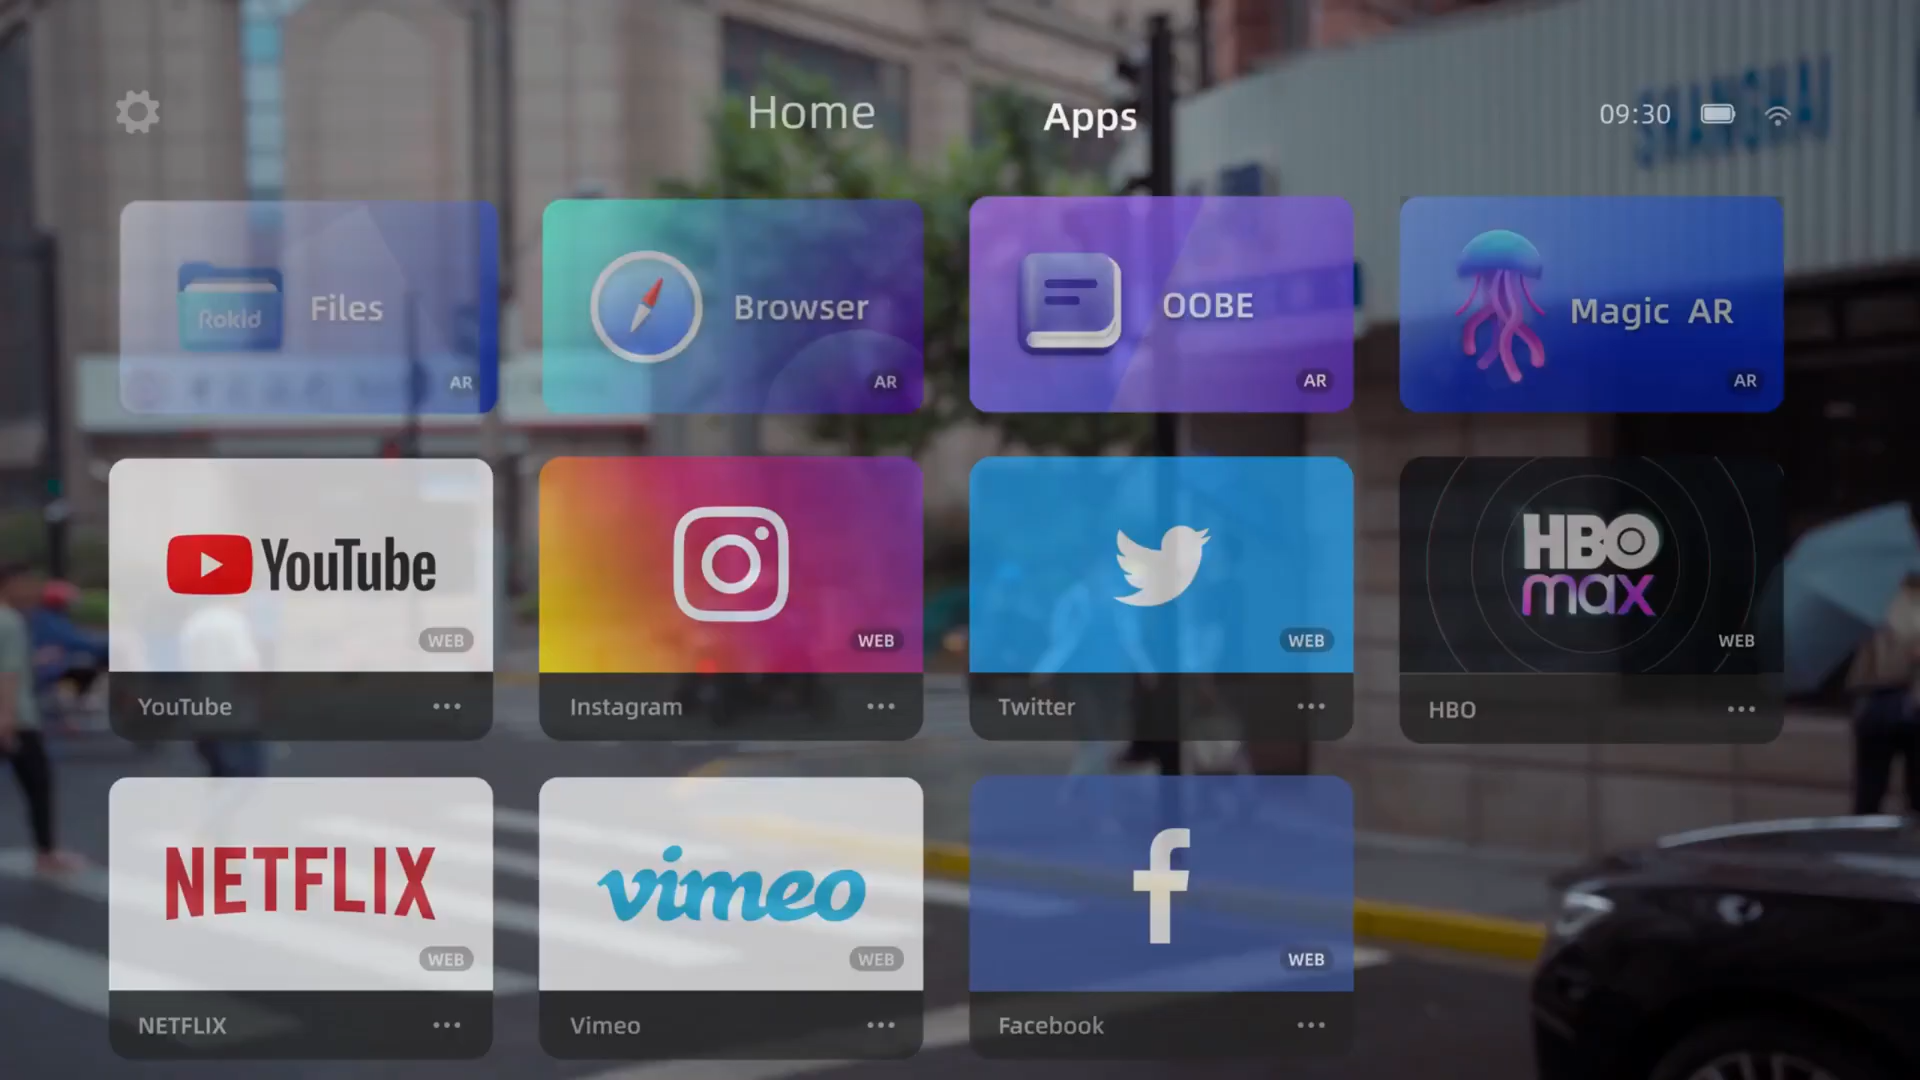 Home Apps 09:30
SHANGHAI
Rokid Files AR
Browser AR
OOBE AR
Magic AR AR
YouTube WEB
WEB
WEB
HBO max WEB
YouTube
Instagram
Twitter
HBO
NETFLIX WEB
vimeo WEB
f WEB
NETFLIX
Vimeo
Facebook